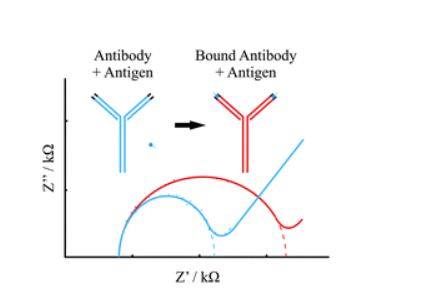 Antibody
+ Antigen
Bound Antibody
+ Antigen
Z” / kΩ
Z’ / kΩ